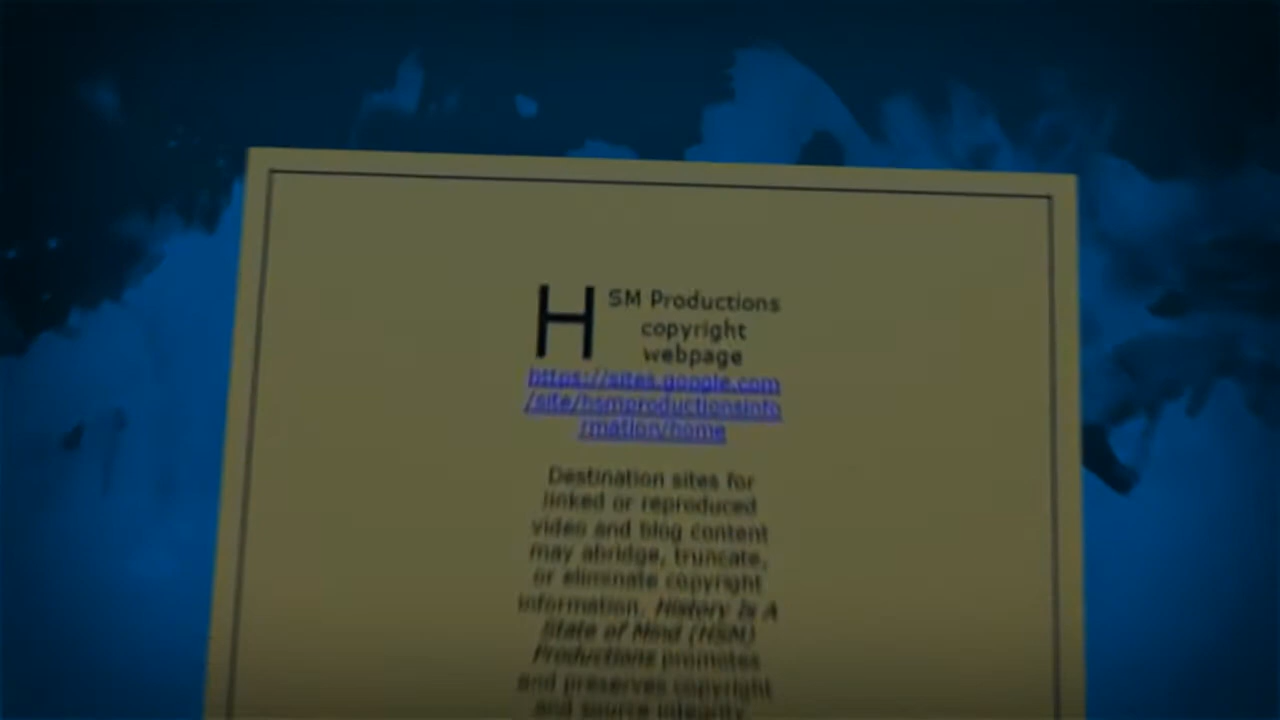 HSM Productions
copyright
webpage
https://sites.google.com
/site/hsmproductionsinfo
rmation/home
Destination sites for
linked or reproduced
video and blog content
may abridge, truncate,
or eliminate copyright
information. History Is A
State of Mind (HSM)
Productions promotes
and preserves copyright
and source integrity.